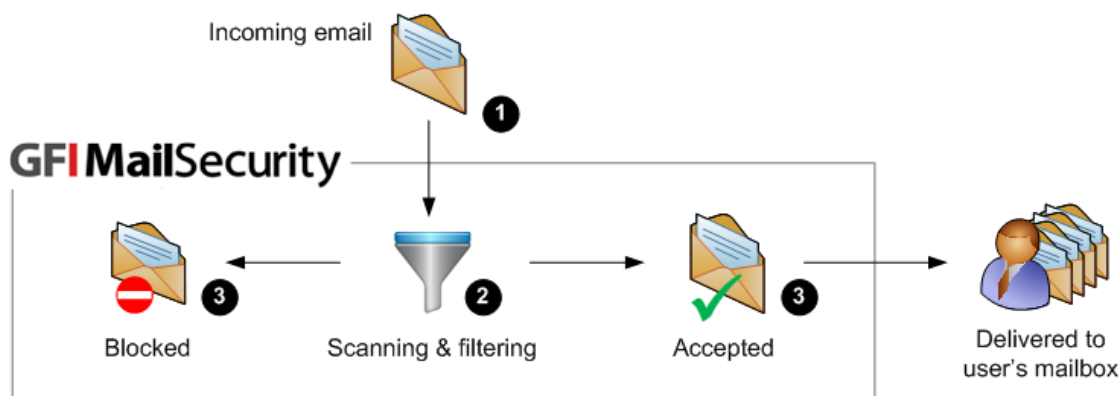 Incoming email
1
GFI MailSecurity
3
2
3
Blocked
Scanning & filtering
Accepted
Delivered to
user's mailbox